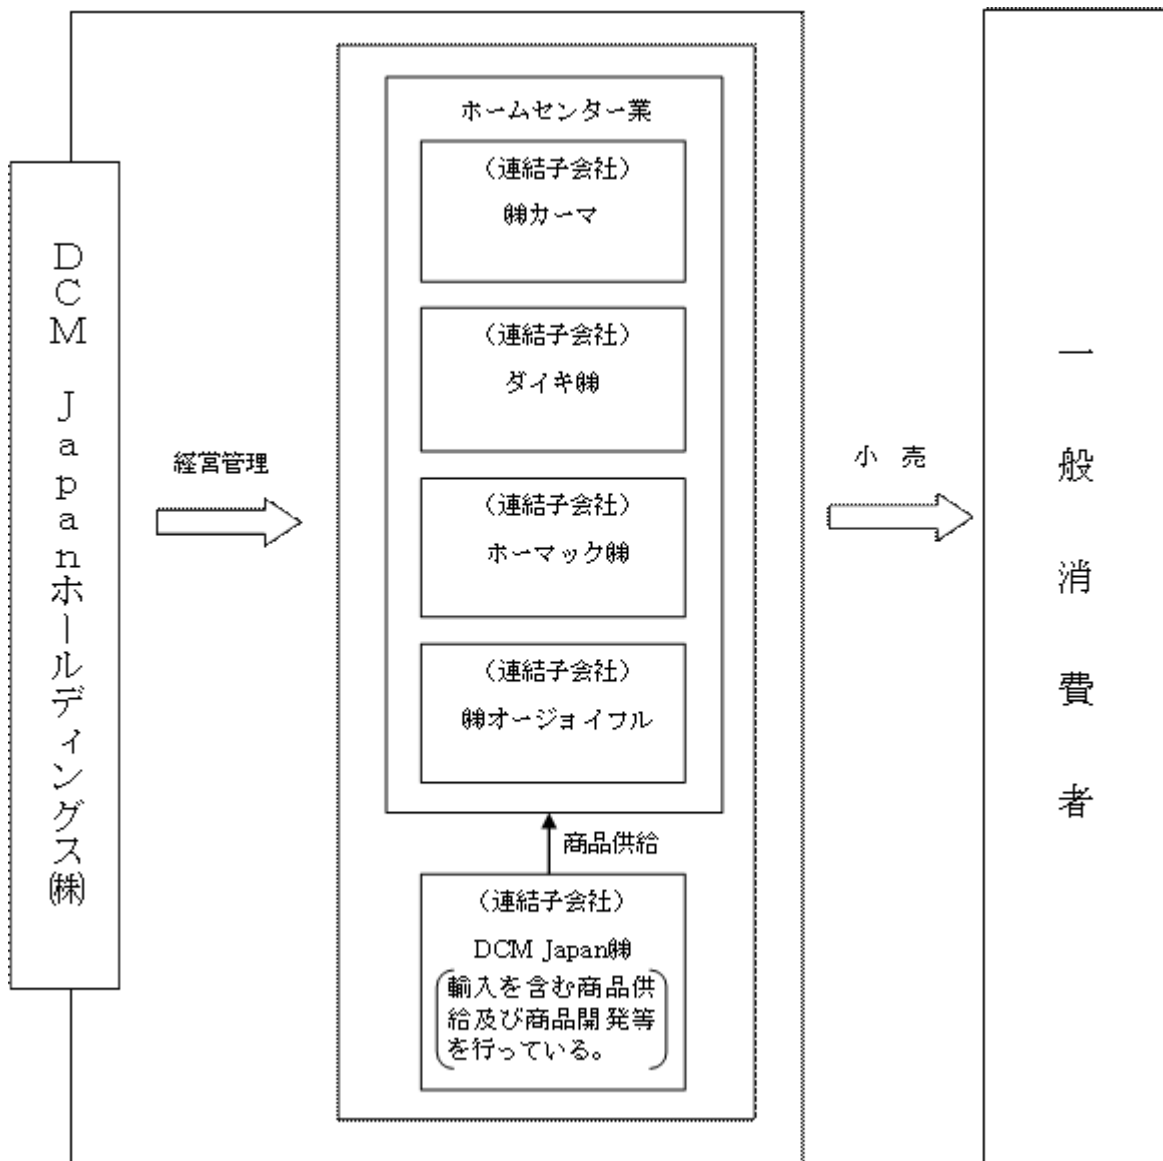 DCM Japanホールディングス㈱
経営管理
ホームセンター業
（連結子会社）
㈱カーマ
（連結子会社）
ダイキ㈱
（連結子会社）
ホーマック㈱
（連結子会社）
㈱オージョイフル
商品供給
（連結子会社）
DCM Japan㈱
輸入を含む商品供
給及び商品開発等
を行っている。
小　売
一般消費者